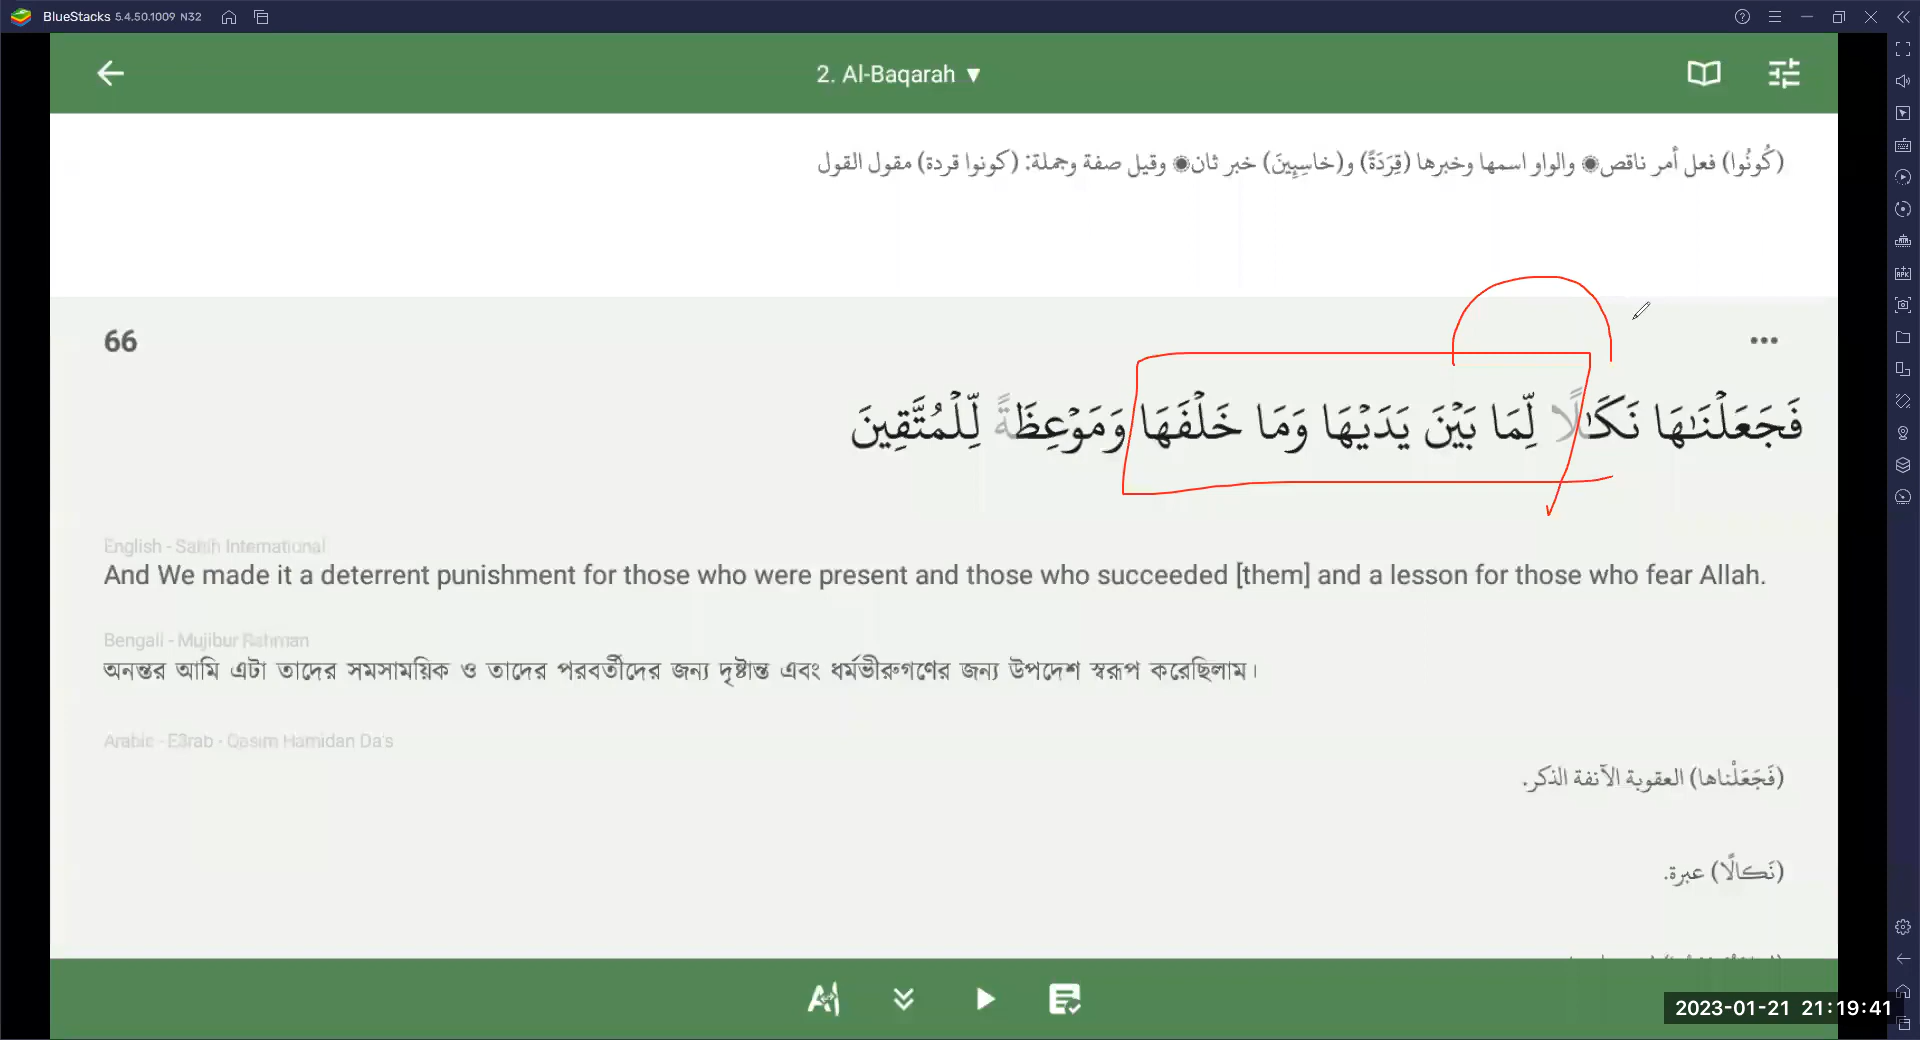 BlueStacks 5.4.50.1009 N32
2. Al-Baqarah ▼
(كُونُوا) فعل أمر ناقص◉ والواو اسمها وخبرها (قِرَدَةً) و(خاسِيِينَ) خبر ثان◉ وقيل صفة وجملة: (كونوا قردة) مقول القول
66
فَجَعَلْنَٰهَا نَكَٰلًا لِّمَا بَيْنَ يَدَيْهَا وَمَا خَلْفَهَا وَمَوْعِظَةً لِّلْمُتَّقِينَ
English - Sahih International
And We made it a deterrent punishment for those who were present and those who succeeded [them] and a lesson for those who fear Allah.
Bengali - Mujibur Rahman
অনন্তর আমি এটা তাদের সমসাময়িক ও তাদের পরবর্তীদের জন্য দৃষ্টান্ত এবং ধর্মভীরুগণের জন্য উপদেশ স্বরূপ করেছিলাম।
Arabic - E3rab - Qasim Hamidan Da's
(فَجَعَلْناها) العقوبة الآنفة الذكر.
(نَكالًا) عبرة.
2023-01-21 21:19:41